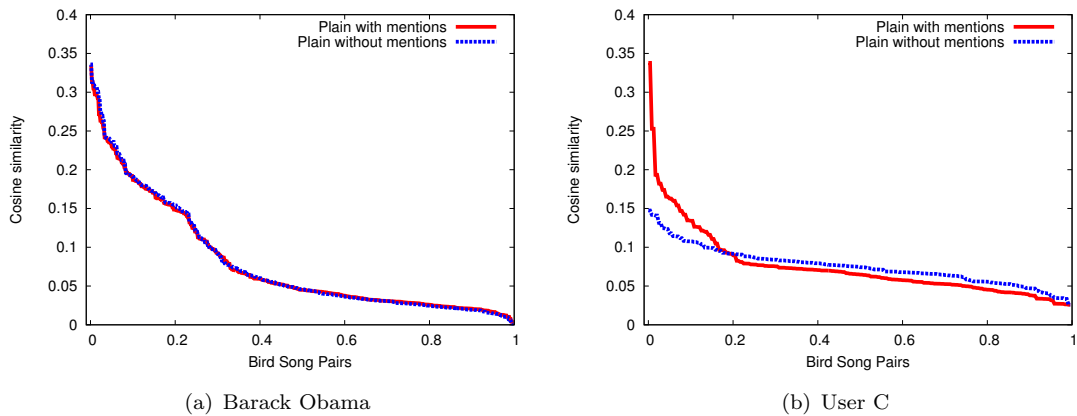 0.4
0.35
0.3
0.25
0.2
0.15
0.1
0.05
0
Cosine similarity
Plain with mentions
Plain without mentions
0 0.2 0.4 0.6 0.8 1
Bird Song Pairs
(a) Barack Obama
0.4
0.35
0.3
0.25
0.2
0.15
0.1
0.05
0
Cosine similarity
Plain with mentions
Plain without mentions
0 0.2 0.4 0.6 0.8 1
Bird Song Pairs
(b) User C